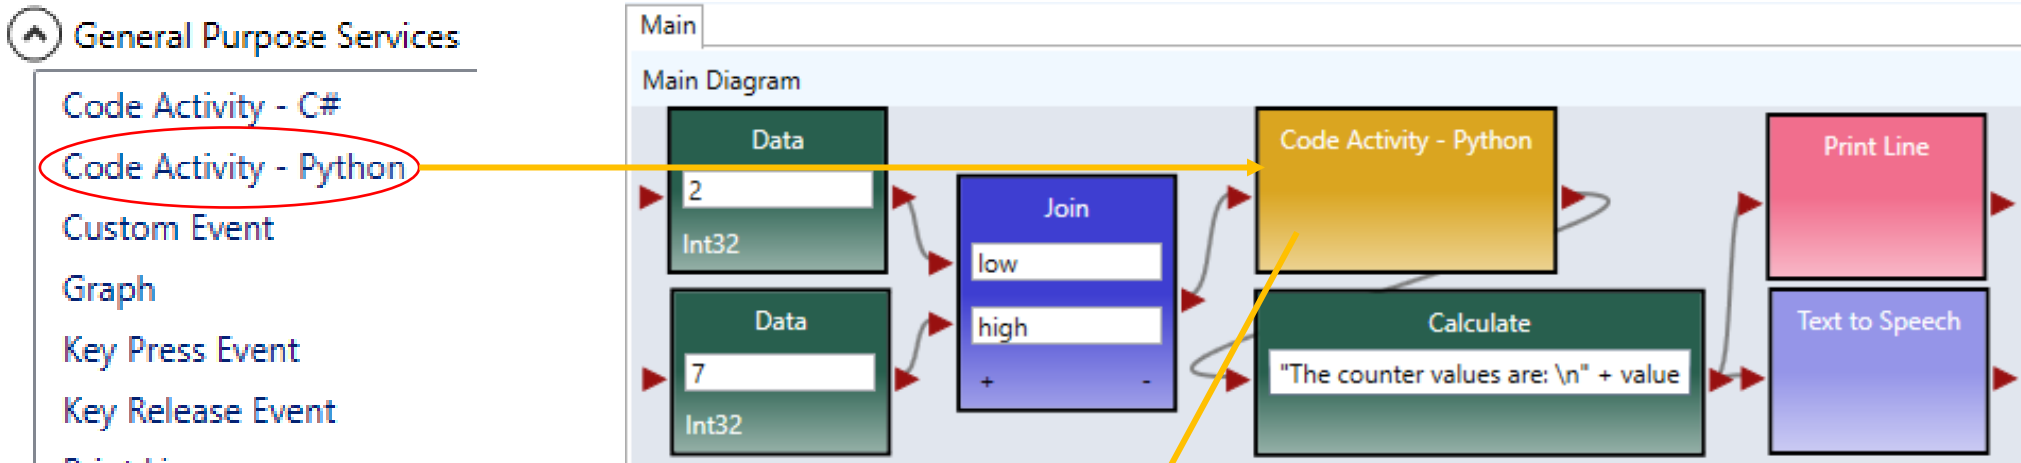 General Purpose Services
Code Activity - C#
Code Activity - Python
Custom Event
Graph
Key Press Event
Key Release Event
Main
Main Diagram
Data
2
Int32
Data
7
Int32
Join
low
high
+ -
Code Activity - Python
Calculate
"The counter values are: \n" + value
Print Line
Text to Speech